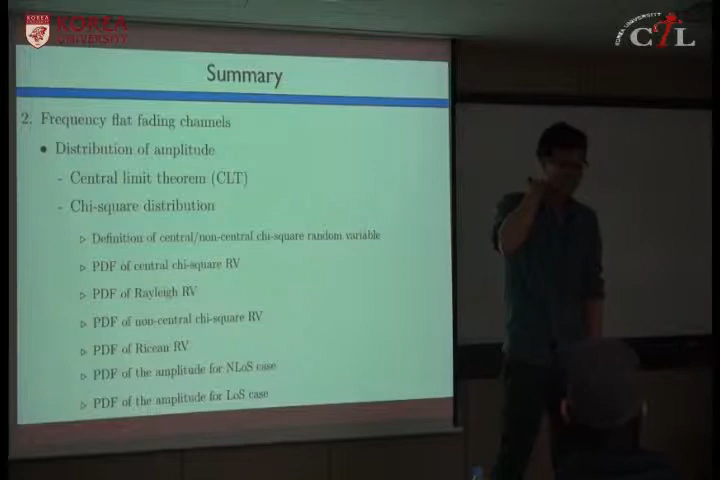 KOREA
UNIVERSITY
KOREA UNIVERSITY
CTL
Summary
2. Frequency flat fading channels
• Distribution of amplitude
- Central limit theorem (CLT)
- Chi-square distribution
▷ Definition of central/non-central chi-square random variable
▷ PDF of central chi-square RV
▷ PDF of Rayleigh RV
▷ PDF of non-central chi-square RV
▷ PDF of Ricean RV
▷ PDF of the amplitude for NLoS case
▷ PDF of the amplitude for LoS case